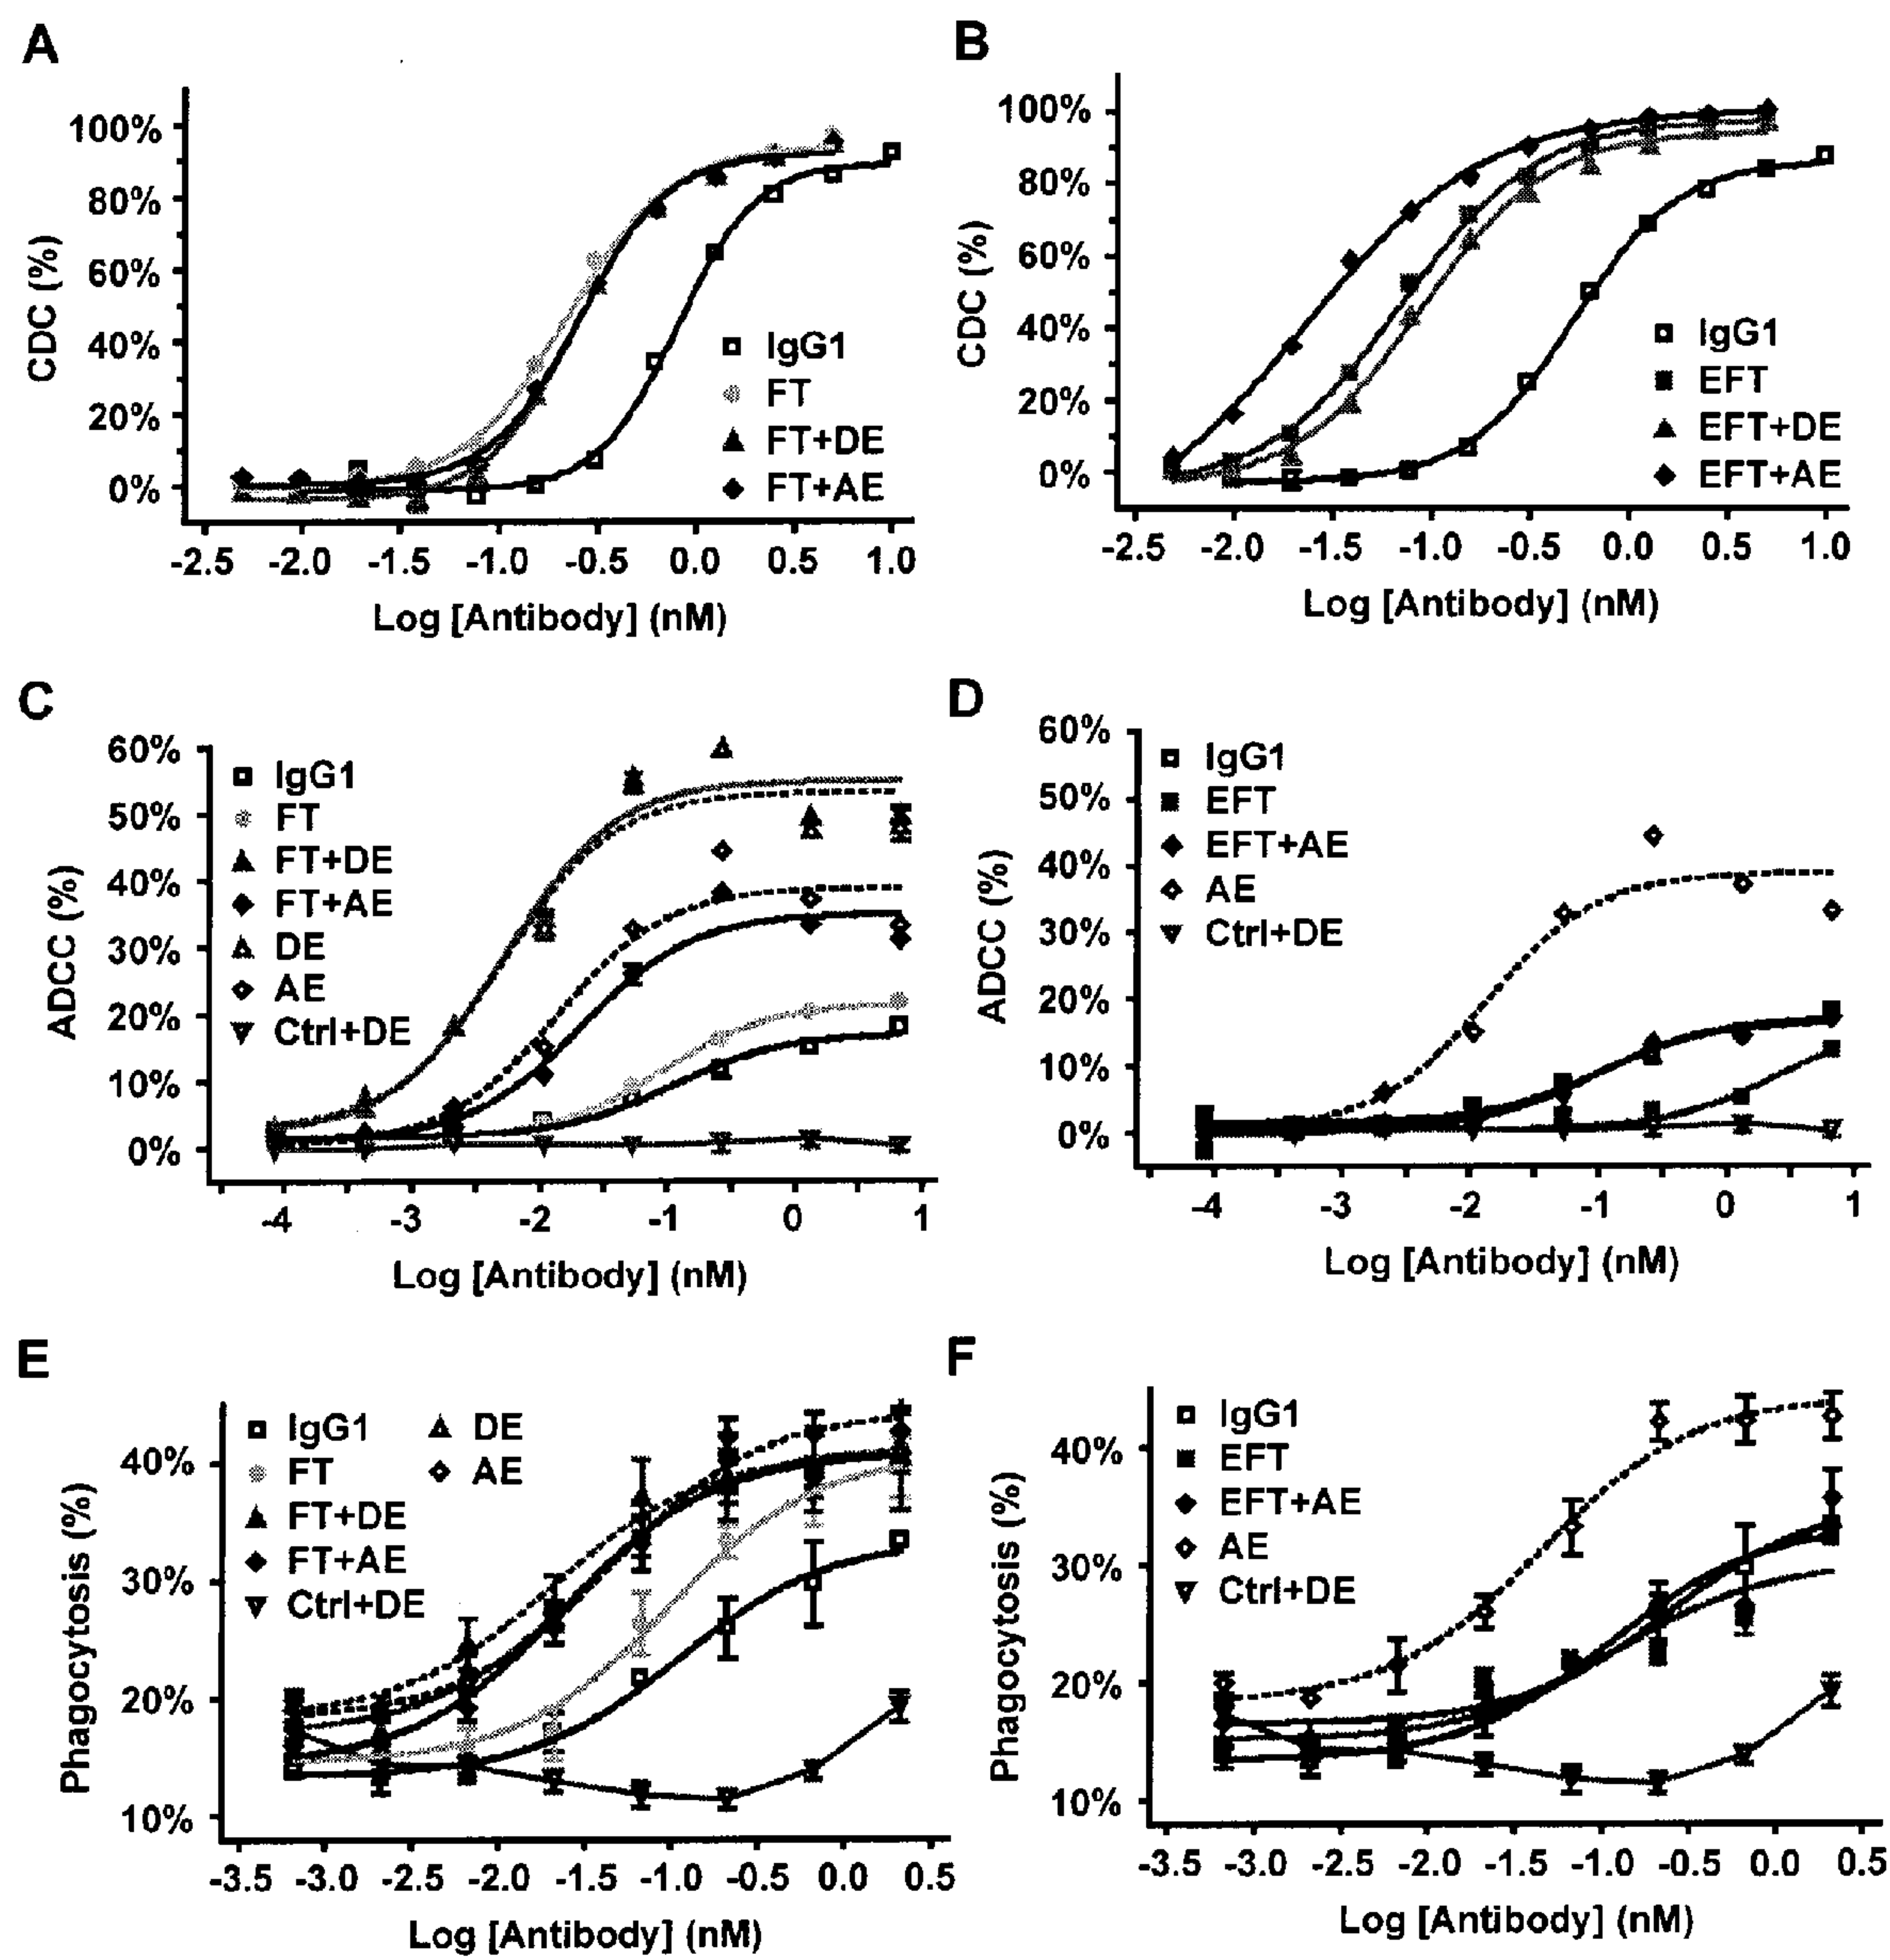 A
CDC (%)
100%
80%
60%
40%
20%
0%
IgG1
FT
FT+DE
FT+AE
-2.5 -2.0 -1.5 -1.0 -0.5 0.0 0.5 1.0
Log [Antibody] (nM)
B
CDC (%)
100%
80%
60%
40%
20%
0%
IgG1
EFT
EFT+DE
EFT+AE
-2.5 -2.0 -1.5 -1.0 -0.5 0.0 0.5 1.0
Log [Antibody] (nM)
C
ADCC (%)
60%
50%
40%
30%
20%
10%
0%
IgG1
FT
FT+DE
FT+AE
DE
AE
Ctrl+DE
-4 -3 -2 -1 0 1
Log [Antibody] (nM)
D
ADCC (%)
60%
50%
40%
30%
20%
10%
0%
IgG1
EFT
EFT+AE
AE
Ctrl+DE
-4 -3 -2 -1 0 1
Log [Antibody] (nM)
E
Phagocytosis (%)
40%
30%
20%
10%
IgG1 DE
FT AE
FT+DE
FT+AE
Ctrl+DE
-3.5 -3.0 -2.5 -2.0 -1.5 -1.0 -0.5 0.0 0.5
Log [Antibody] (nM)
F
Phagocytosis (%)
40%
30%
20%
10%
IgG1
EFT
EFT+AE
AE
Ctrl+DE
-3.5 -3.0 -2.5 -2.0 -1.5 -1.0 -0.5 0.0 0.5
Log [Antibody] (nM)